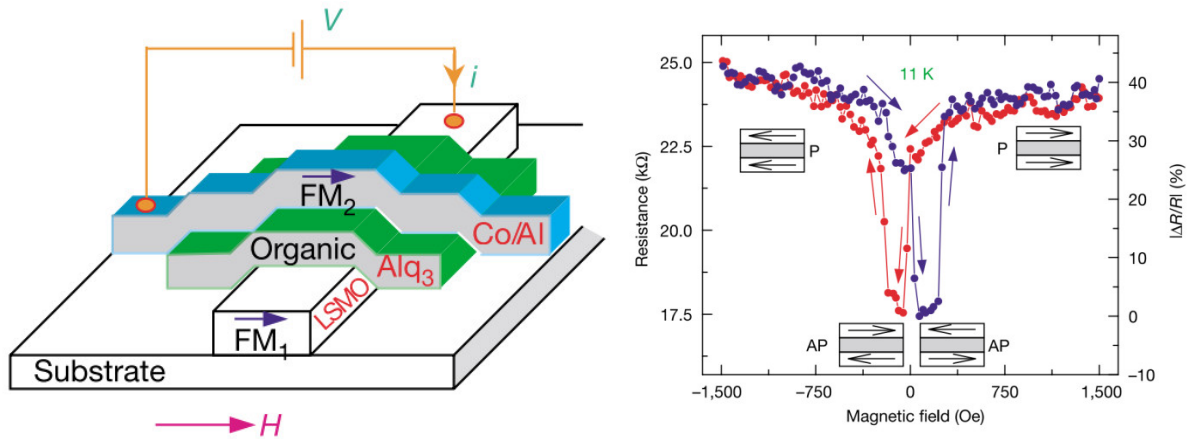 V
i
FM₂
Co/Al
Organic
Alq₃
LSMO
FM₁
Substrate
H
11 K
25.0
22.5
20.0
17.5
Resistance (kΩ)
40
30
20
10
0
−10
|ΔR/R| (%)
P
P
AP
AP
−1,500 −750 0 750 1,500
Magnetic field (Oe)